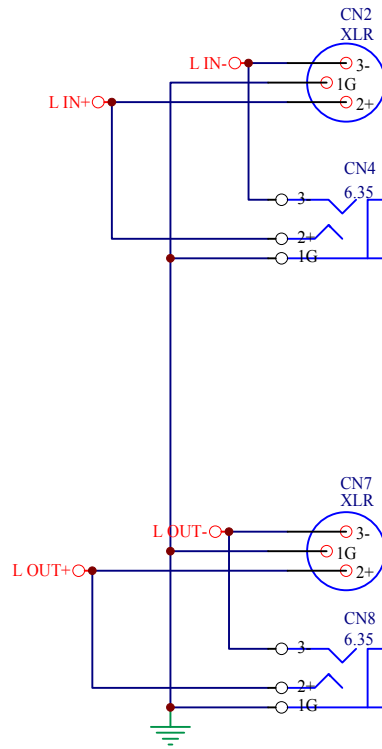 CN2
XLR
L IN-
3-
1G
L IN+
2+
CN4
6.35
3-
2+
1G
CN7
XLR
L OUT-
3-
1G
L OUT+
2+
CN8
6.35
3-
2+
1G